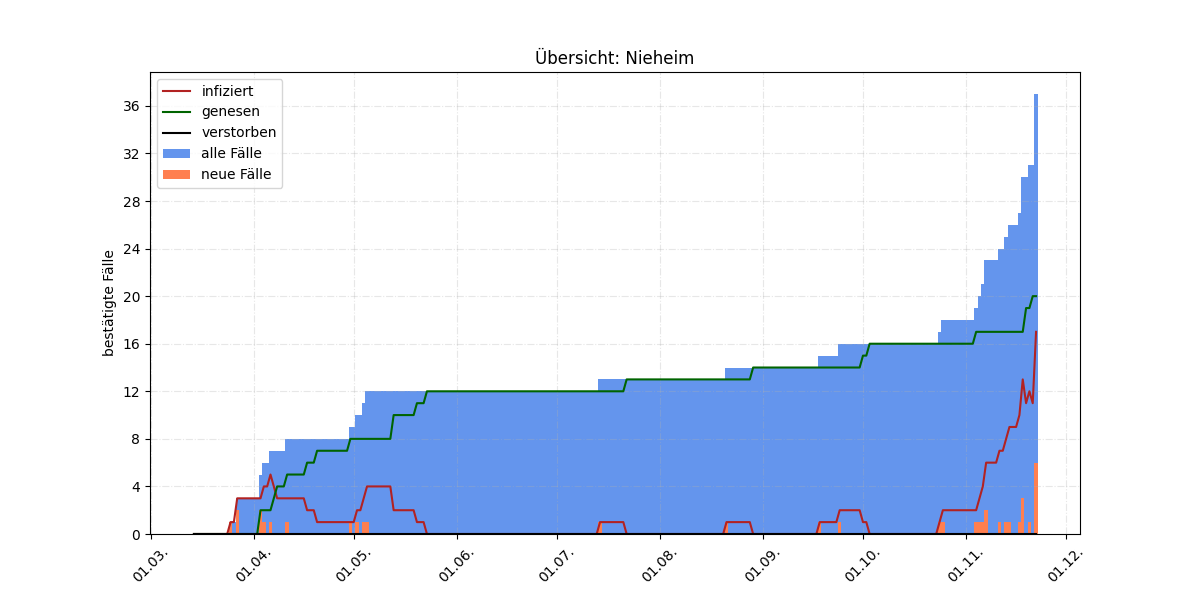 Übersicht: Nieheim
infiziert
genesen
verstorben
alle Fälle
neue Fälle
bestätigte Fälle
36
32
28
24
20
16
12
8
4
0
01.03.
01.04.
01.05.
01.06.
01.07.
01.08.
01.09.
01.10.
01.11.
01.12.